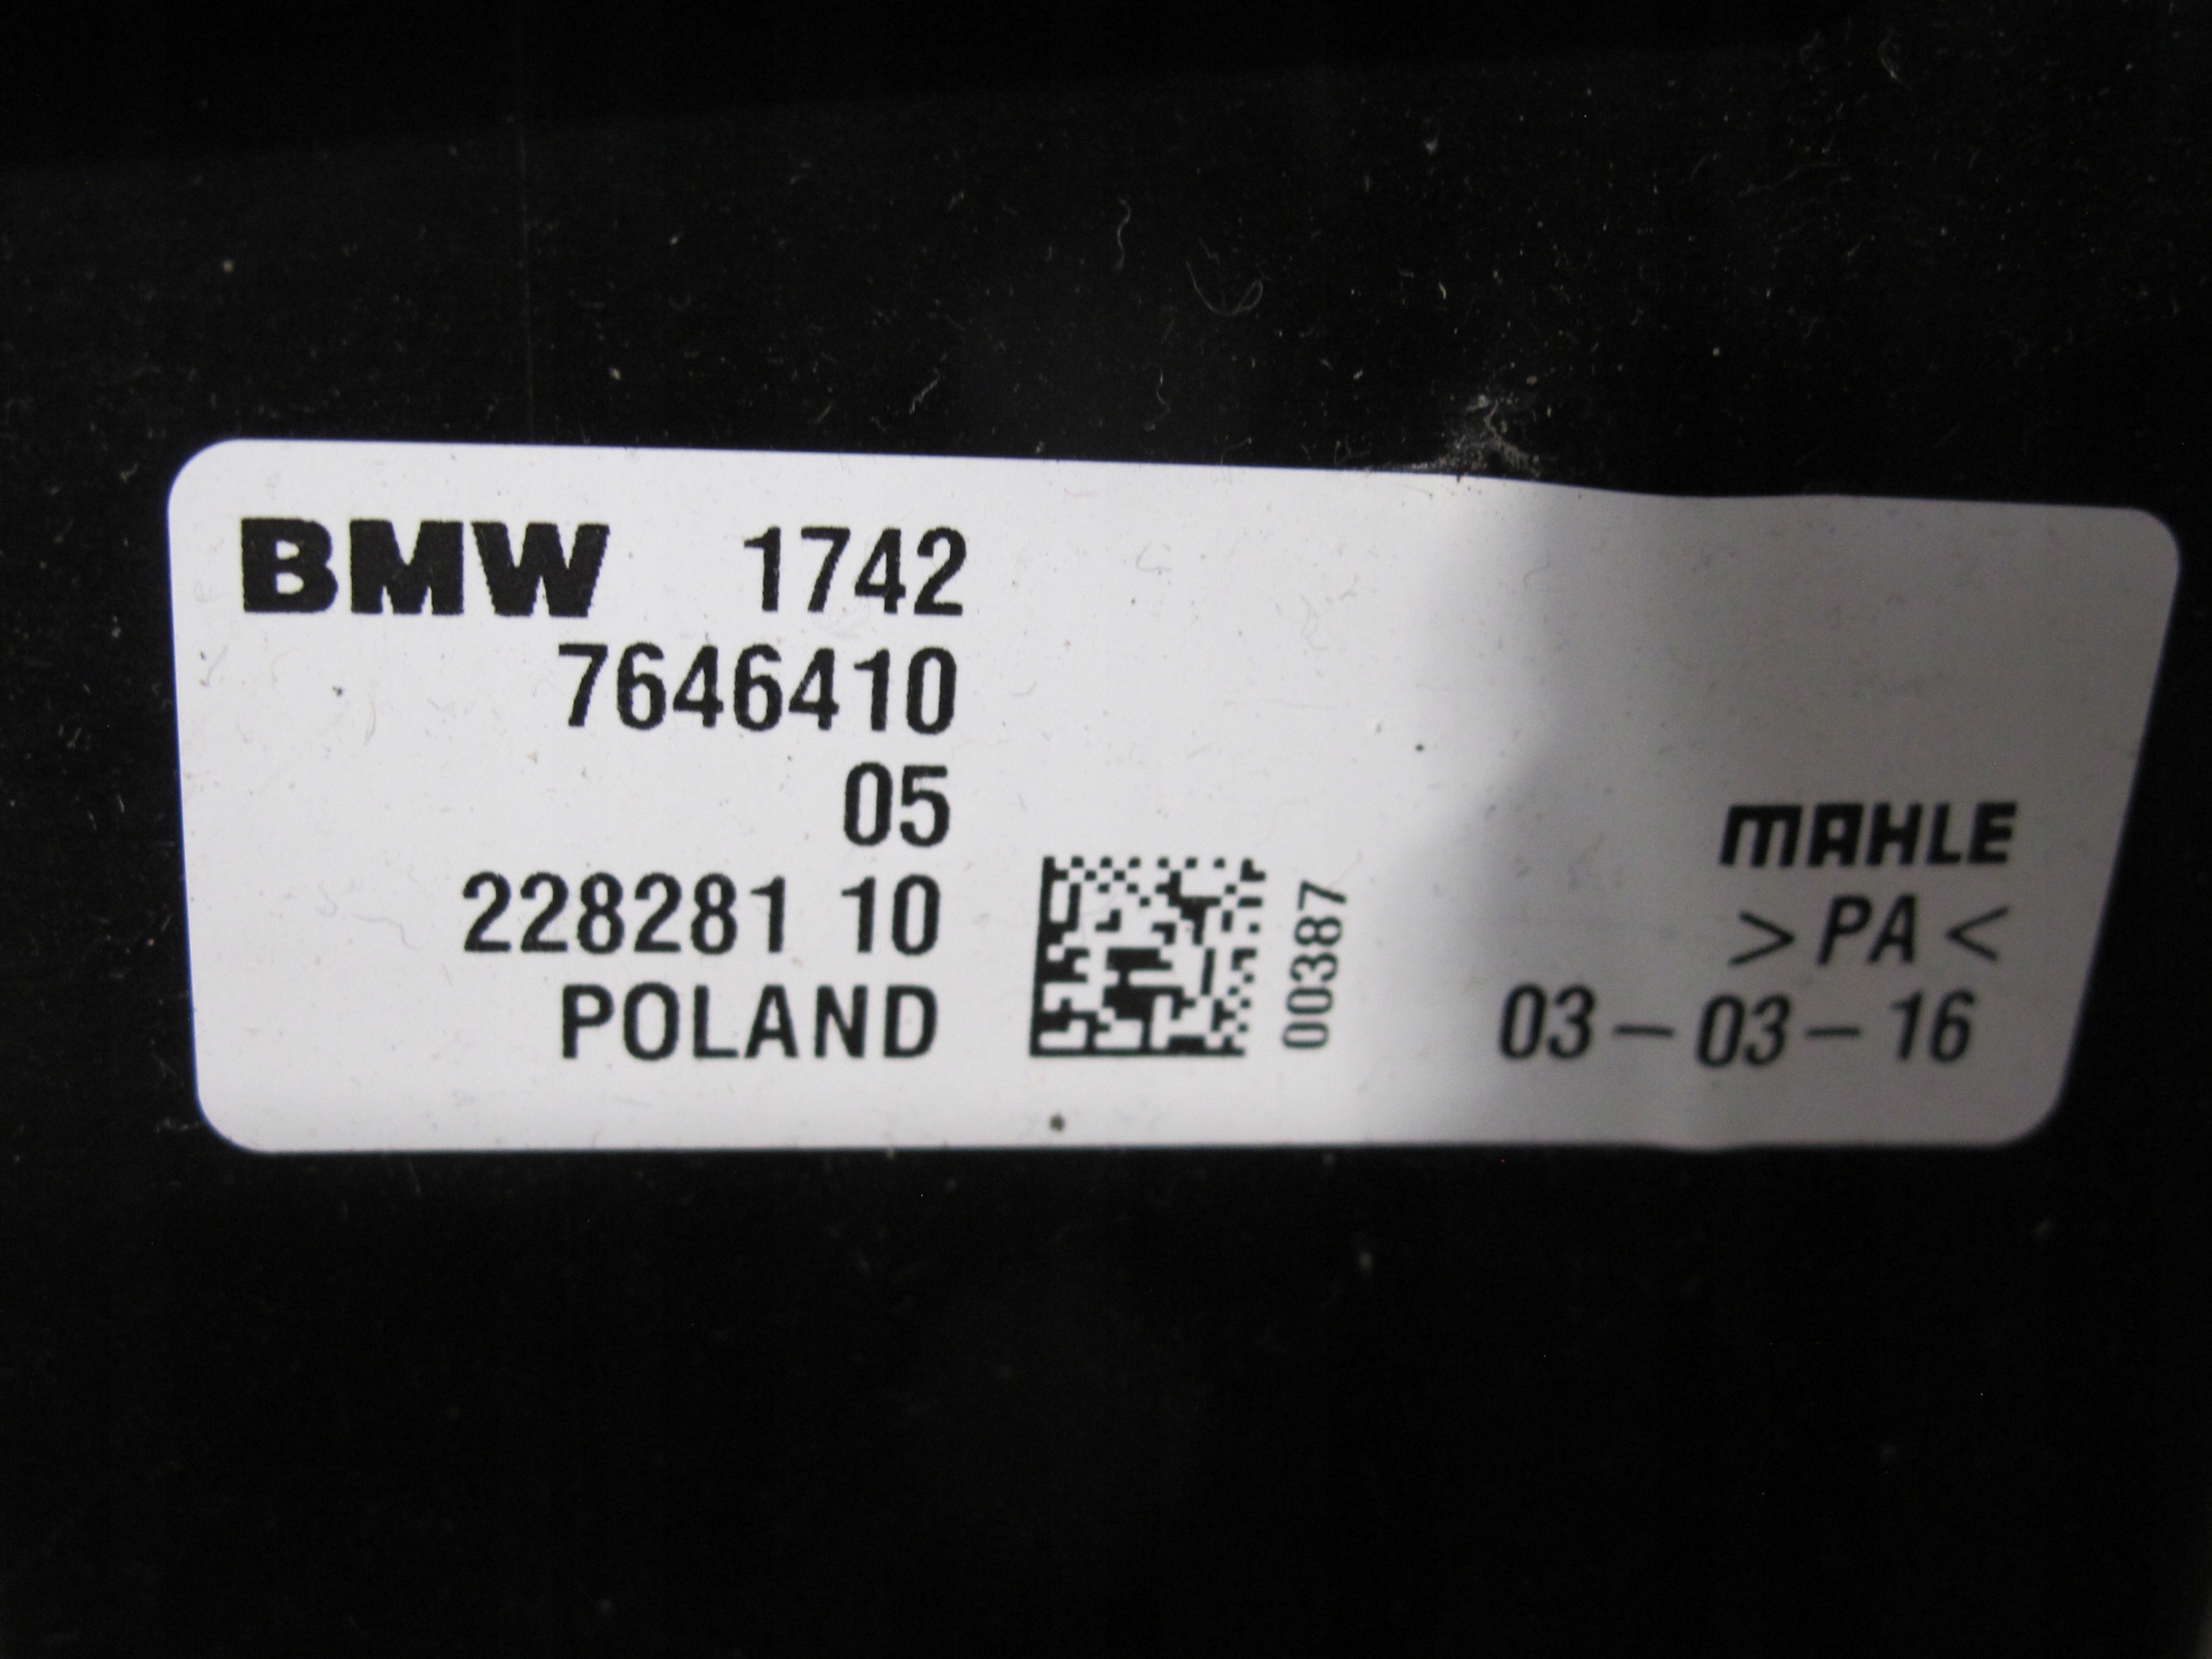 BMW 1742
7646410
05
228281 10
POLAND
00387
MAHLE
> PA <
03-03-16